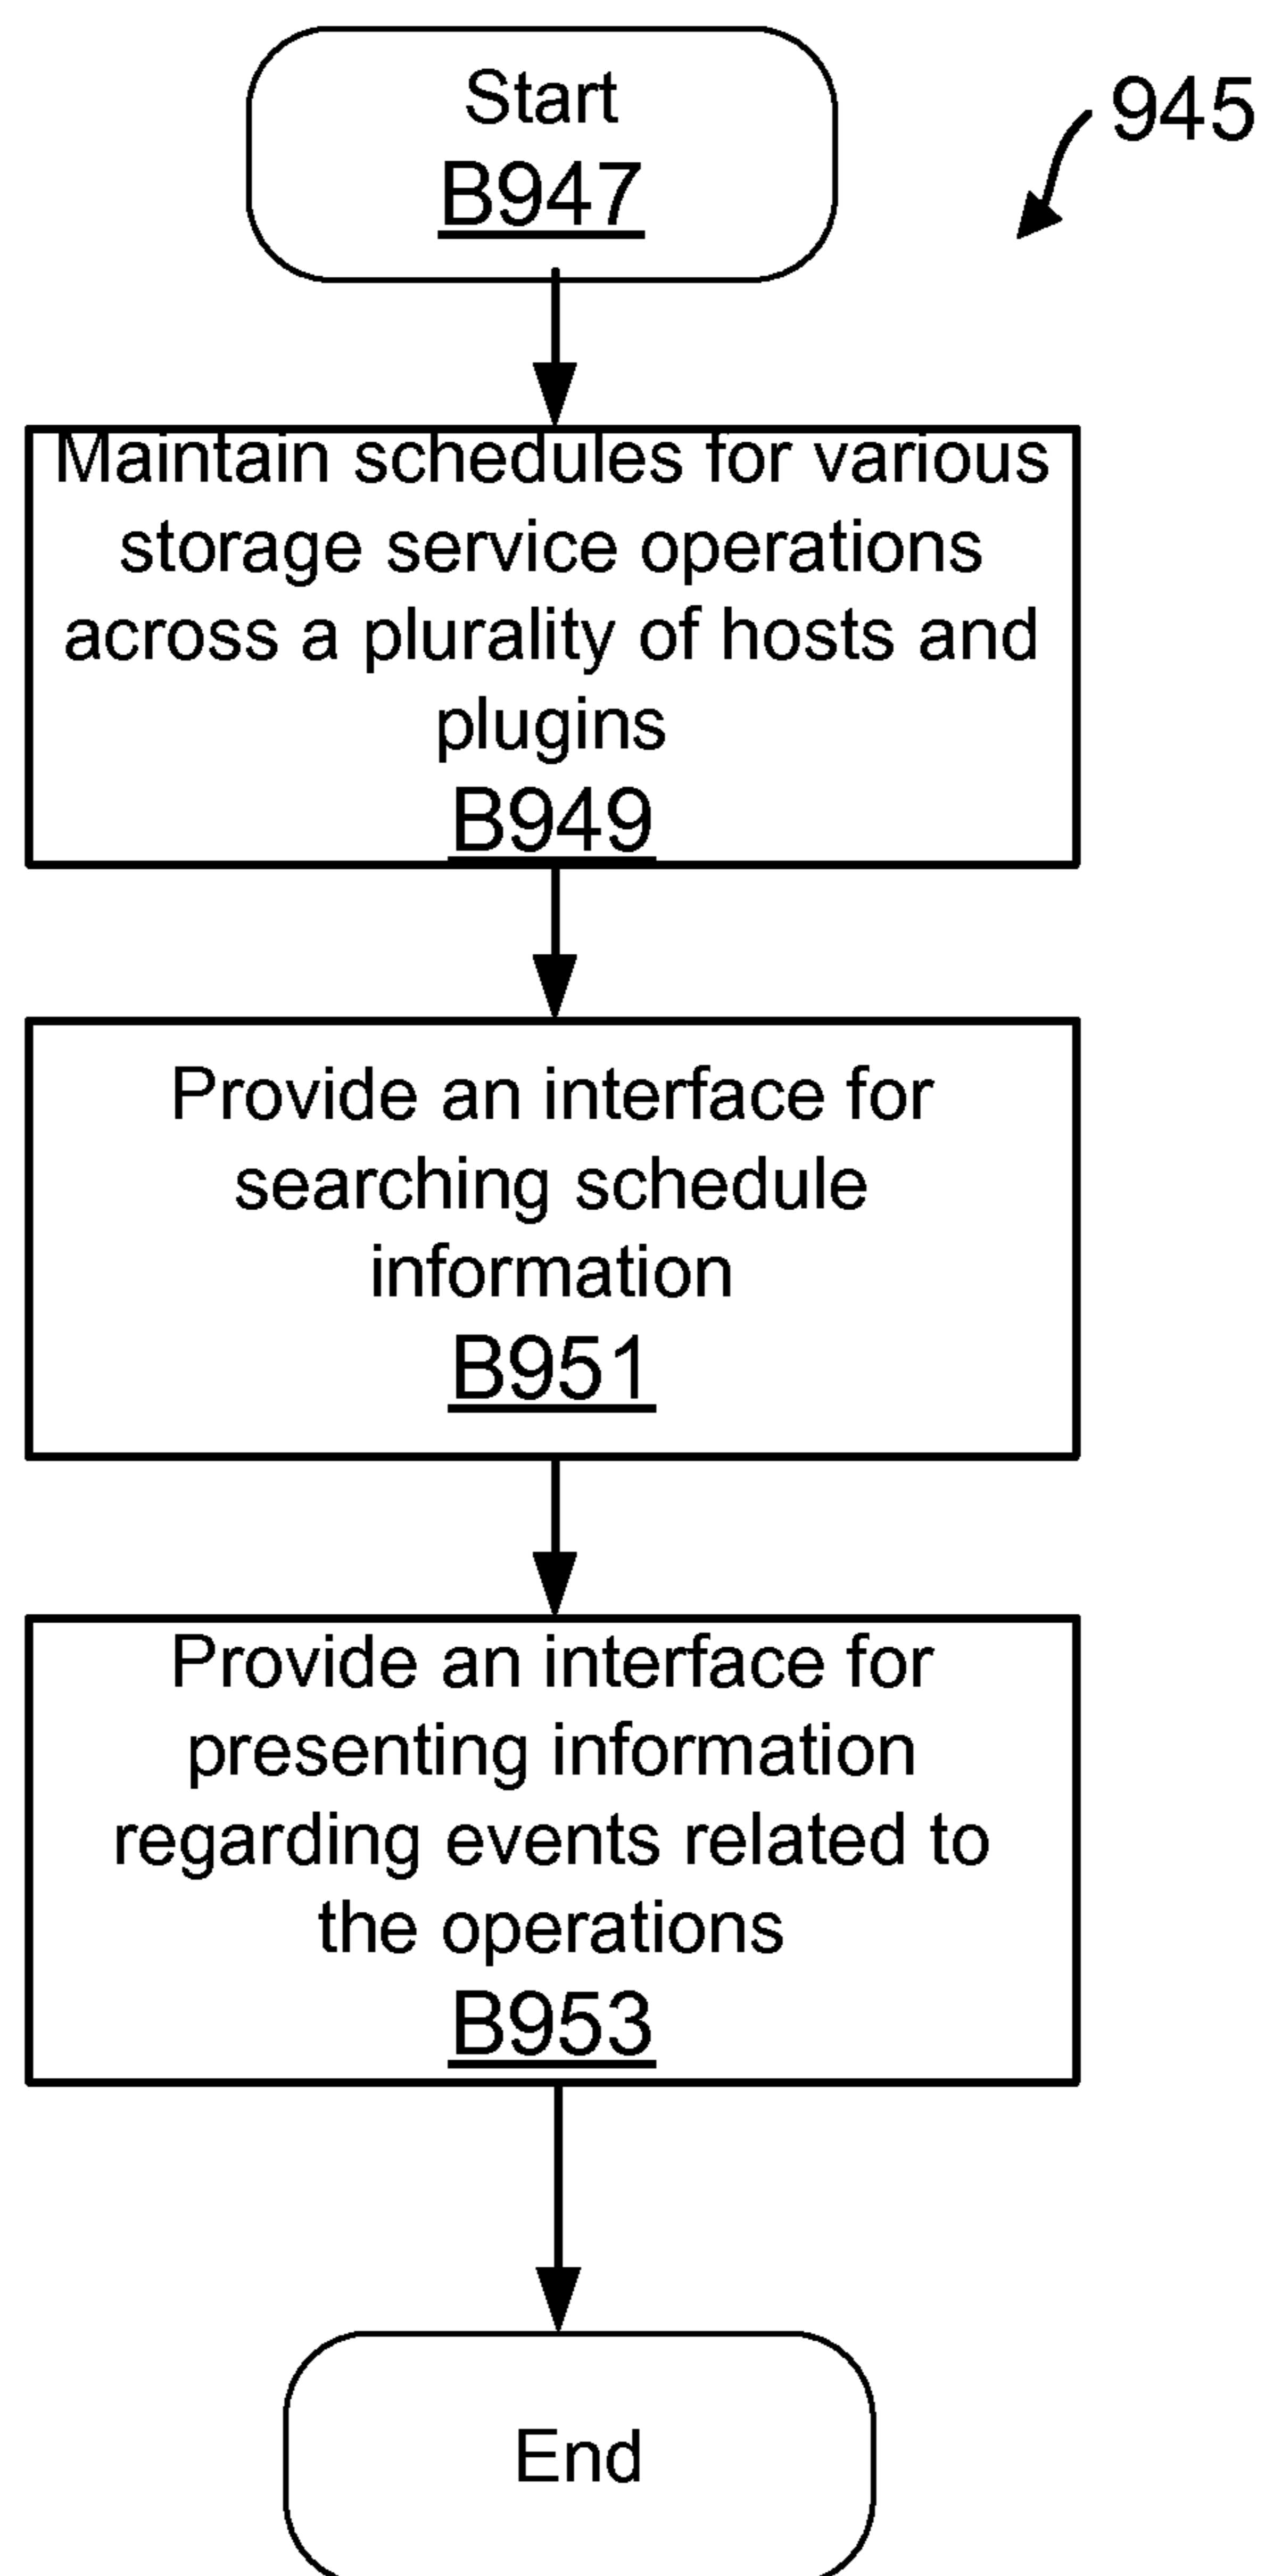 Start
B947
945
Maintain schedules for various
storage service operations
across a plurality of hosts and
plugins
B949
Provide an interface for
searching schedule
information
B951
Provide an interface for
presenting information
regarding events related to
the operations
B953
End